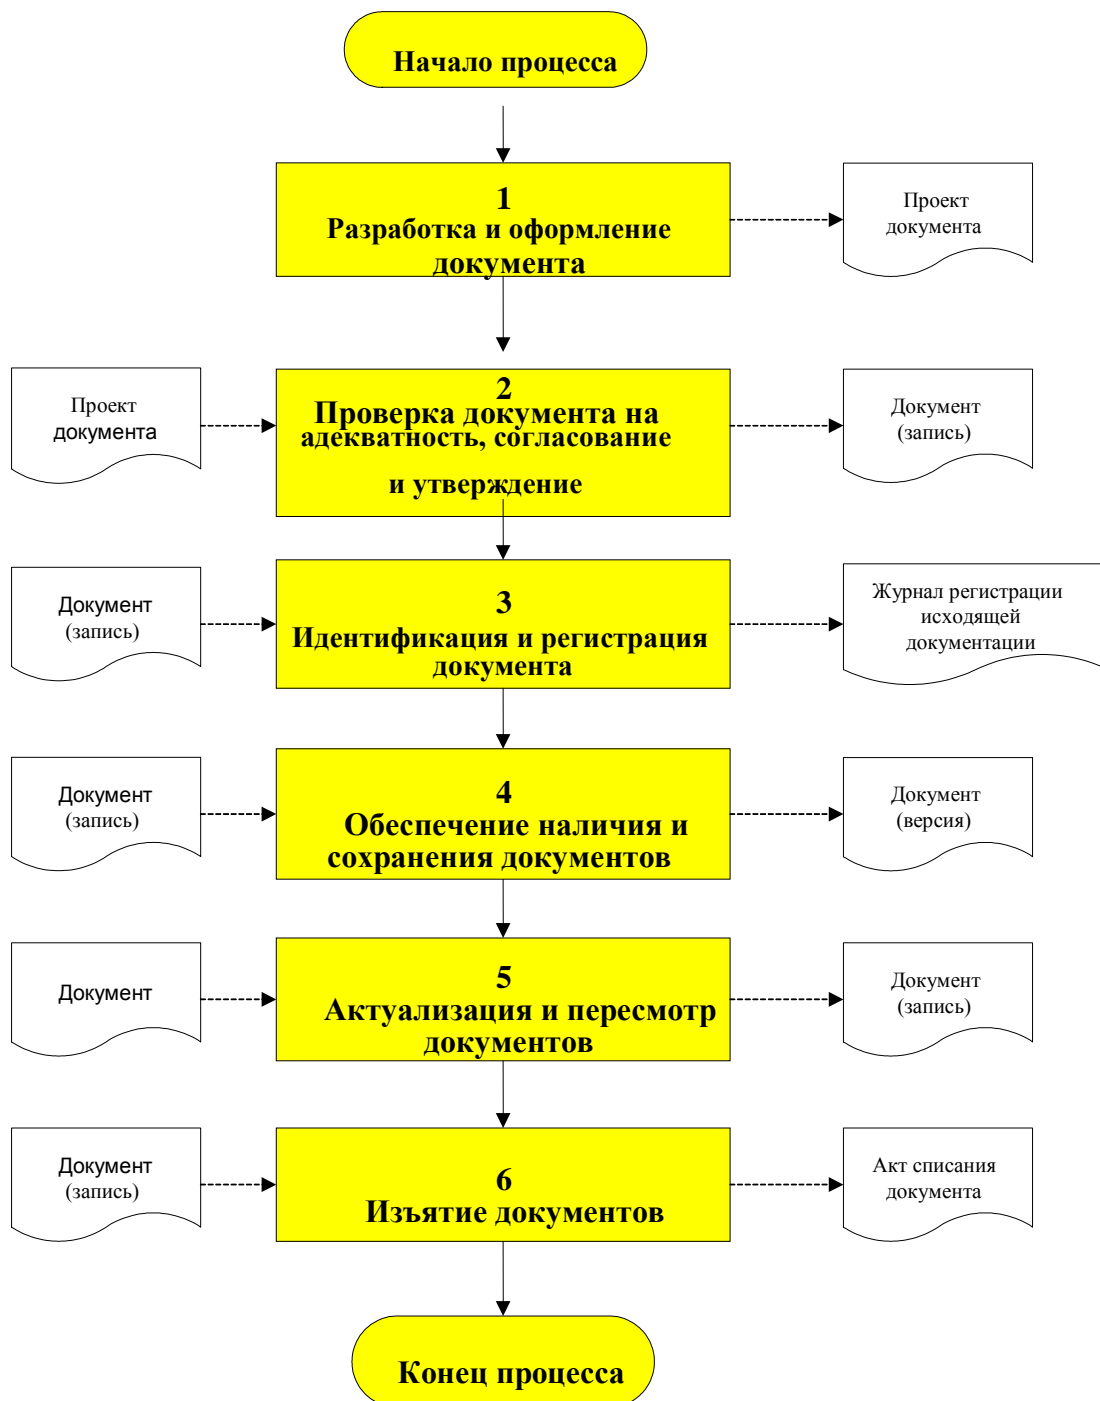 Начало процесса
1
Разработка и оформление
документа
Проект
документа
Проект
документа
2
Проверка документа на
адекватность, согласование
и утверждение
Документ
(запись)
Документ
(запись)
3
Идентификация и регистрация
документа
Журнал регистрации
исходящей
документации
Документ
(запись)
4
Обеспечение наличия и
сохранения документов
Документ
(версия)
Документ
5
Актуализация и пересмотр
документов
Документ
(запись)
Документ
(запись)
6
Изъятие документов
Акт списания
документа
Конец процесса